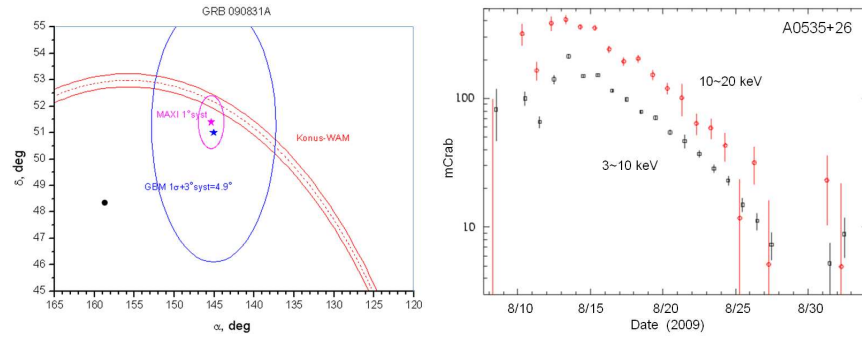 GRB 090831A
55
54
53
52
51
50
49
48
47
46
45
δ, deg
MAXI 1°syst
Konus-WAM
GBM 1σ+3°syst=4.9°
165 160 155 150 145 140 135 130 125 120
α, deg
A0535+26
10~20 keV
3~10 keV
100
10
mCrab
8/10 8/15 8/20 8/25 8/30
Date (2009)